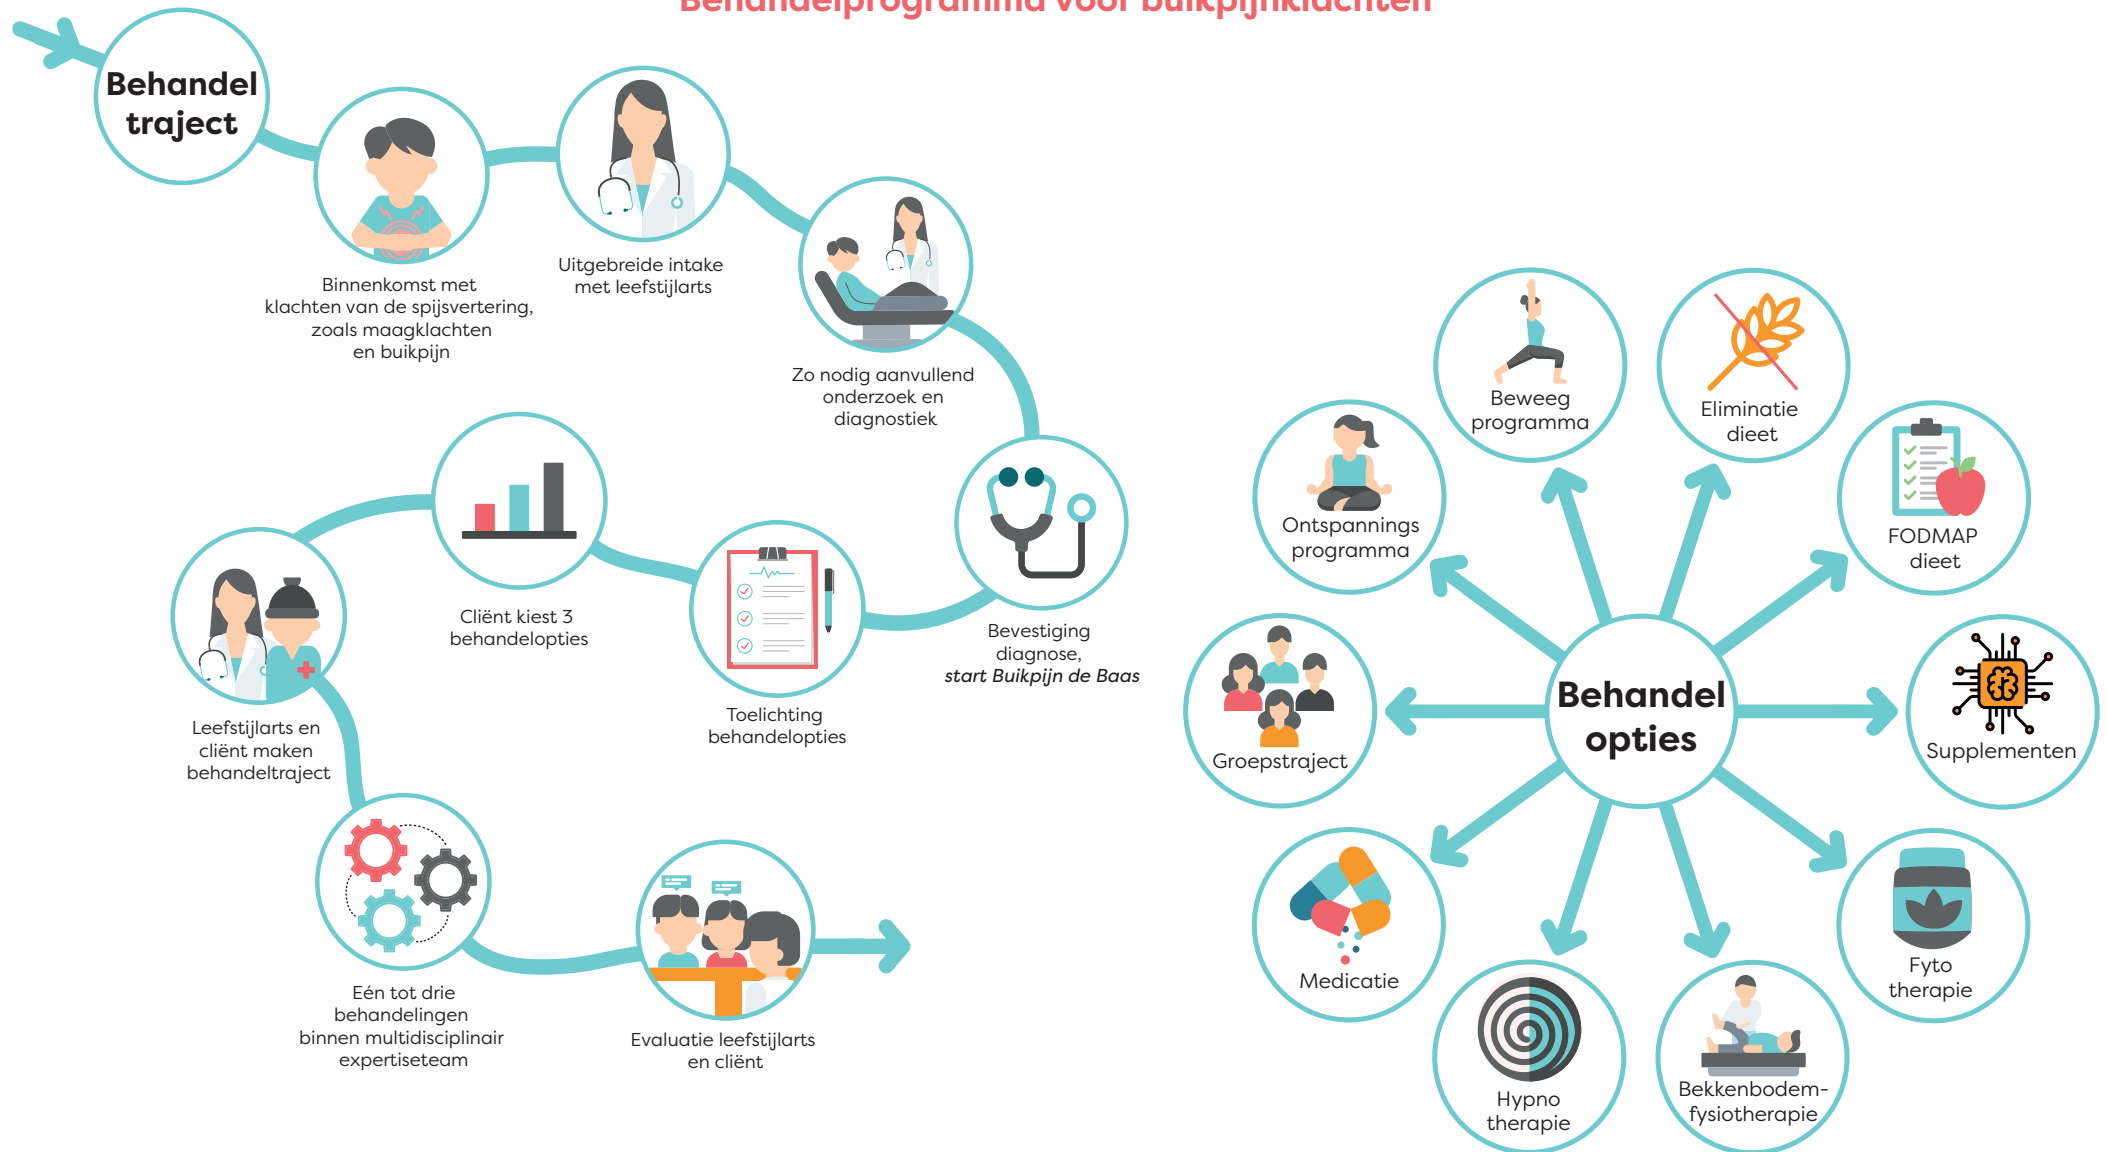 Behandelprogramma voor buikpijnklachten
Behandel
traject
Binnenkomst met
klachten van de spijsvertering,
zoals maagklachten
en buikpijn
Uitgebreide intake
met leefstijlarts
Zo nodig aanvullend
onderzoek en
diagnostiek
Bevestiging
diagnose,
start Buikpijn de Baas
Toelichting
behandelopties
Cliënt kiest 3
behandelopties
Leefstijlarts en
cliënt maken
behandeltraject
Eén tot drie
behandelingen
binnen multidisciplinair
expertiseteam
Evaluatie leefstijlarts
en cliënt
Behandel
opties
Beweeg
programma
Eliminatie
dieet
FODMAP
dieet
Supplementen
Fyto
therapie
Bekkenbodem-
fysiotherapie
Hypno
therapie
Medicatie
Groepstraject
Ontspannings
programma